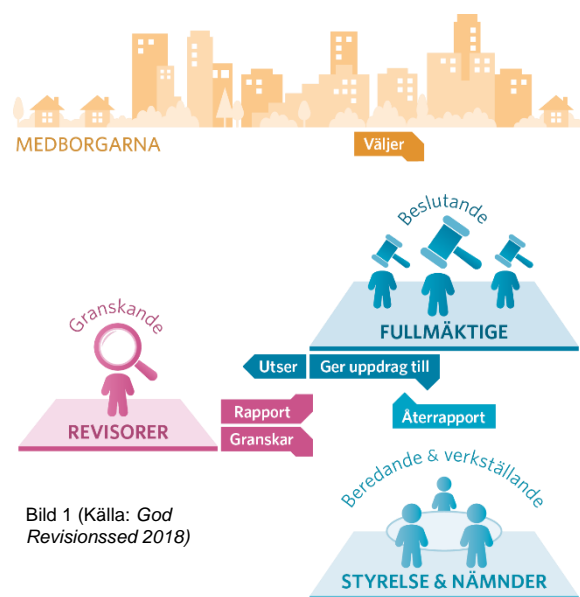 MEDBORGARNA
Väljer
Beslutande
FULLMÄKTIGE
Granskande
Utser
Ger uppdrag till
REVISORER
Rapport
Granskar
Återrapport
Beredande & verkställande
Bild 1 (Källa: God
Revisionssed 2018)
STYRELSE & NÄMNDER